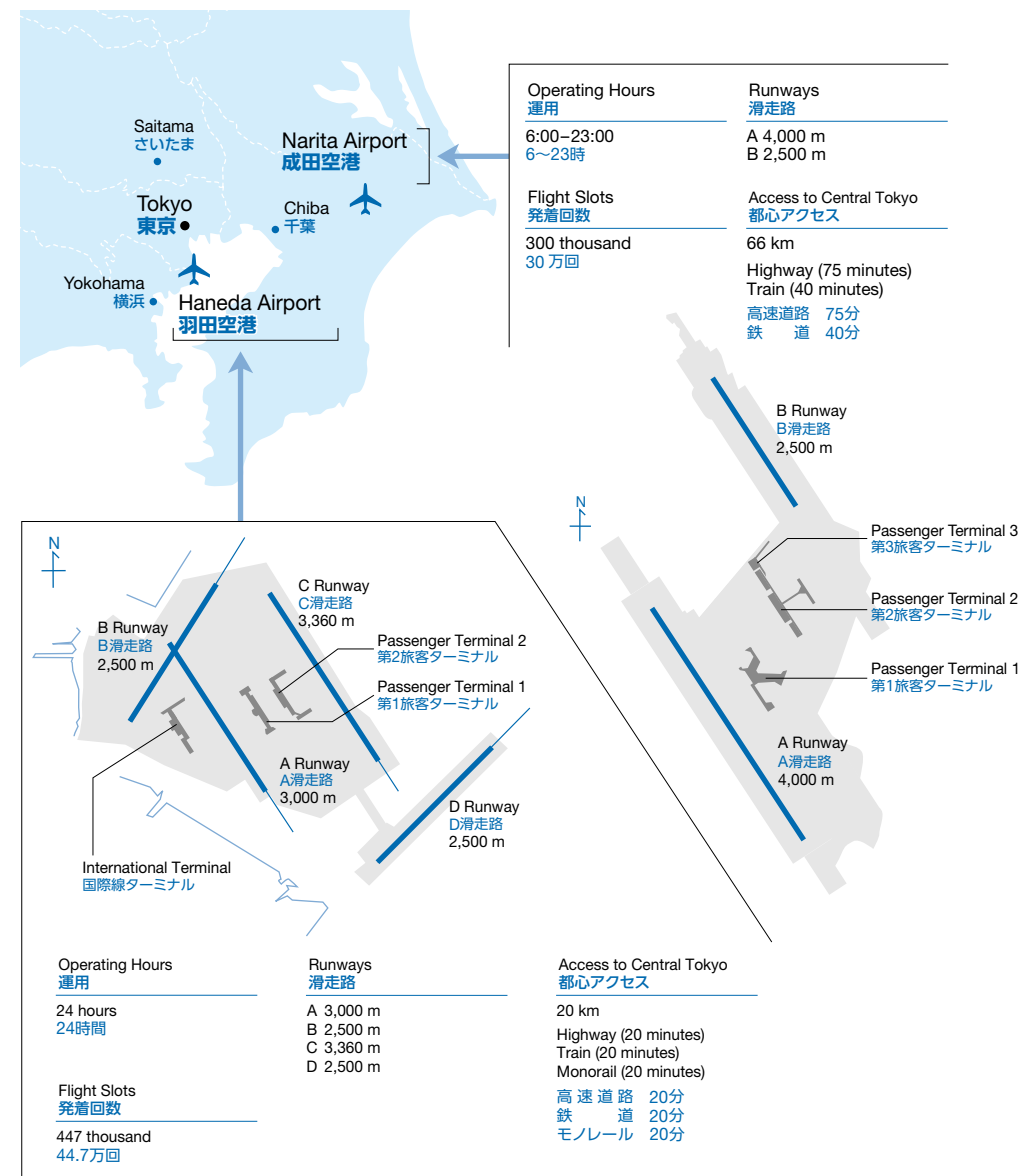 Saitama
さいたま
Tokyo
東京
Yokohama
横浜
Chiba
千葉
Narita Airport
成田空港
Haneda Airport
羽田空港
Operating Hours
運用
6:00–23:00
6〜23時
Runways
滑走路
A 4,000 m
B 2,500 m
Flight Slots
発着回数
300 thousand
30 万回
Access to Central Tokyo
都心アクセス
66 km
Highway (75 minutes)
Train (40 minutes)
高速道路 75分
鉄 道 40分
B Runway
B滑走路
2,500 m
N
Passenger Terminal 3
第3旅客ターミナル
Passenger Terminal 2
第2旅客ターミナル
Passenger Terminal 1
第1旅客ターミナル
A Runway
A滑走路
4,000 m
N
C Runway
C滑走路
3,360 m
B Runway
B滑走路
2,500 m
Passenger Terminal 2
第2旅客ターミナル
Passenger Terminal 1
第1旅客ターミナル
A Runway
A滑走路
3,000 m
D Runway
D滑走路
2,500 m
International Terminal
国際線ターミナル
Operating Hours
運用
24 hours
24時間
Runways
滑走路
A 3,000 m
B 2,500 m
C 3,360 m
D 2,500 m
Access to Central Tokyo
都心アクセス
20 km
Highway (20 minutes)
Train (20 minutes)
Monorail (20 minutes)
高 速 道 路 20分
鉄 道 20分
モノレール 20分
Flight Slots
発着回数
447 thousand
44.7万回